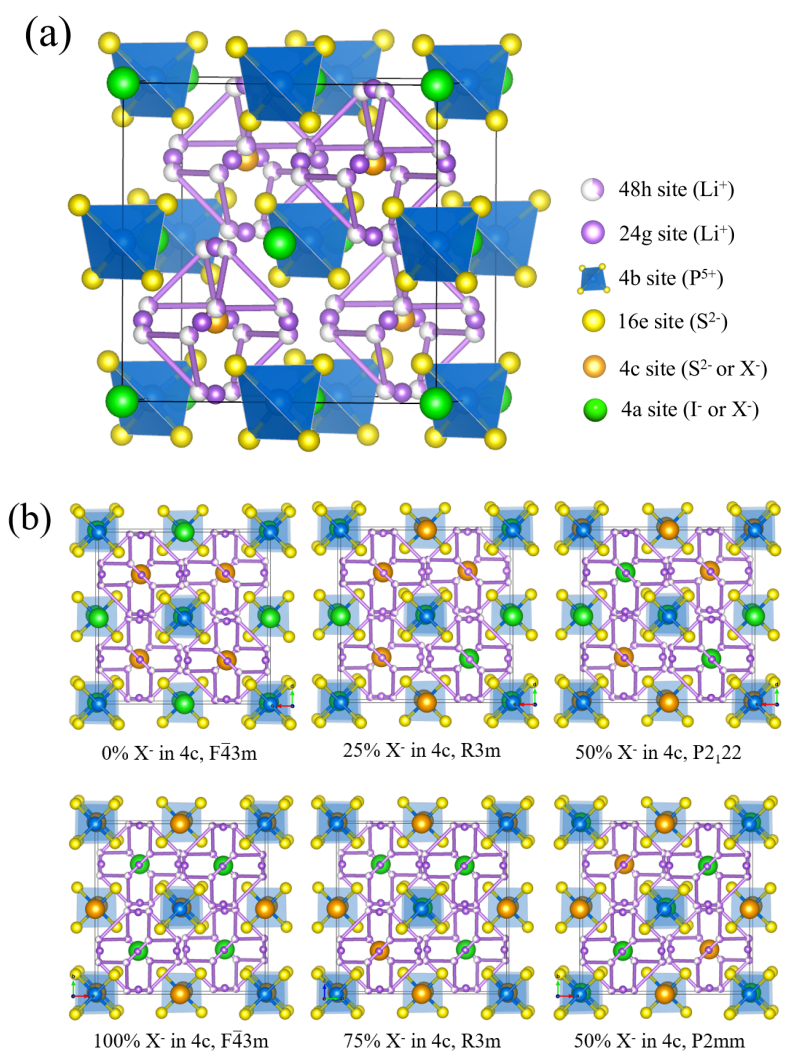 (a)
48h site (Li⁺)
24g site (Li⁺)
4b site (P⁵⁺)
16e site (S²⁻)
4c site (S²⁻ or X⁻)
4a site (I⁻ or X⁻)
(b)
0% X⁻ in 4c, F4̅3m
25% X⁻ in 4c, R3m
50% X⁻ in 4c, P2₁22
100% X⁻ in 4c, F4̅3m
75% X⁻ in 4c, R3m
50% X⁻ in 4c, P2mm